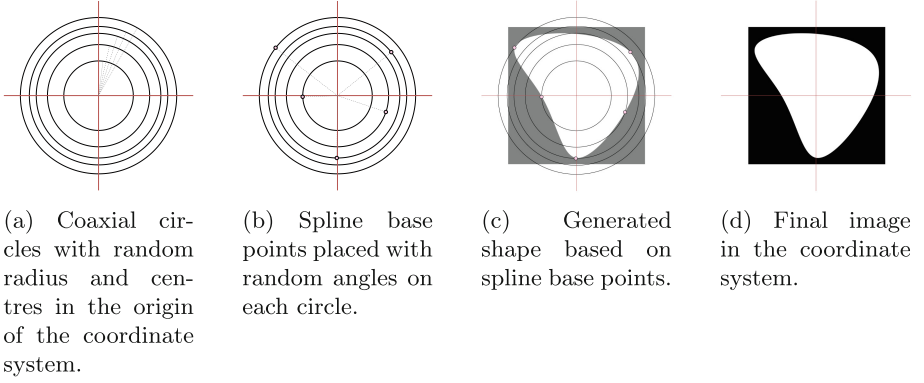 (a) Coaxial cir-
cles with random
radius and cen-
tres in the origin
of the coordinate
system.
(b) Spline base
points placed with
random angles on
each circle.
(c) Generated
shape based on
spline base points.
(d) Final image
in the coordinate
system.